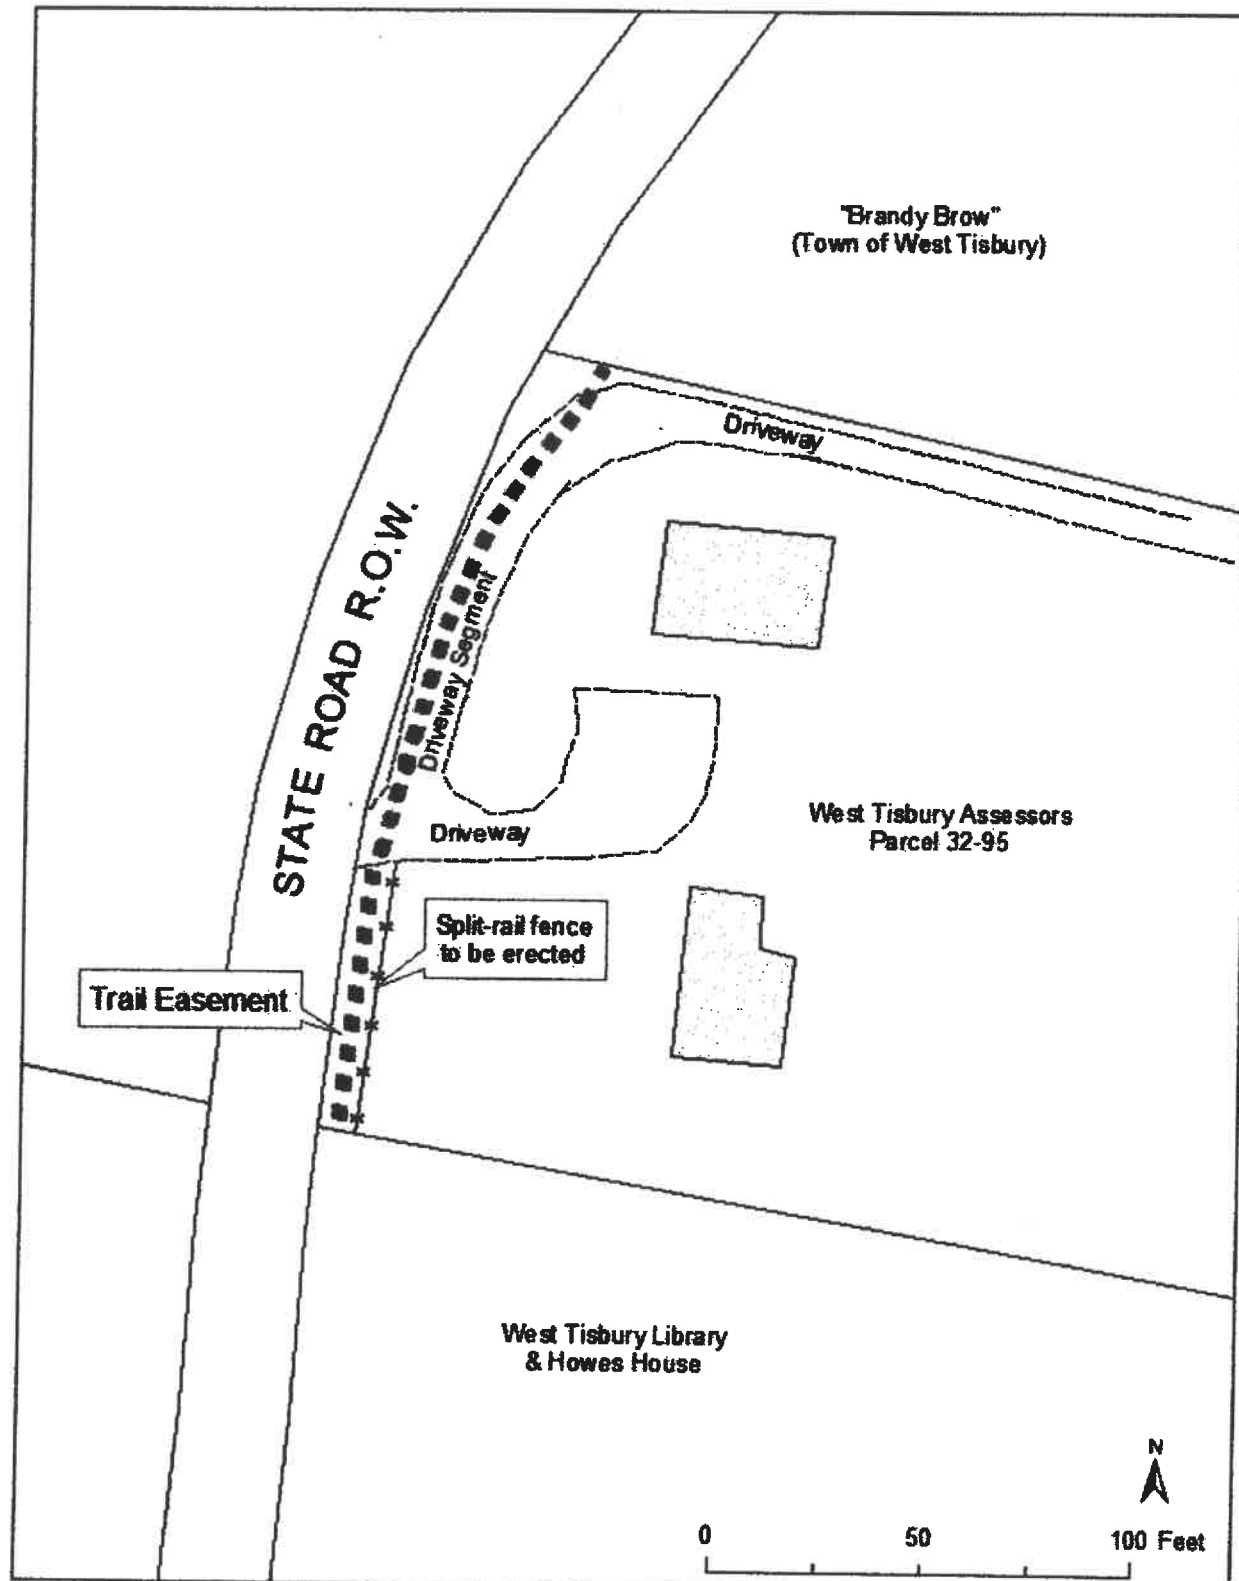 "Brandy Brow"
(Town of West Tisbury)
Driveway
STATE ROAD R.O.W.
Driveway Segment
Driveway
West Tisbury Assessors
Parcel 32-95
Split-rail fence
to be erected
Trail Easement
West Tisbury Library
& Howes House
N
0 50 100 Feet